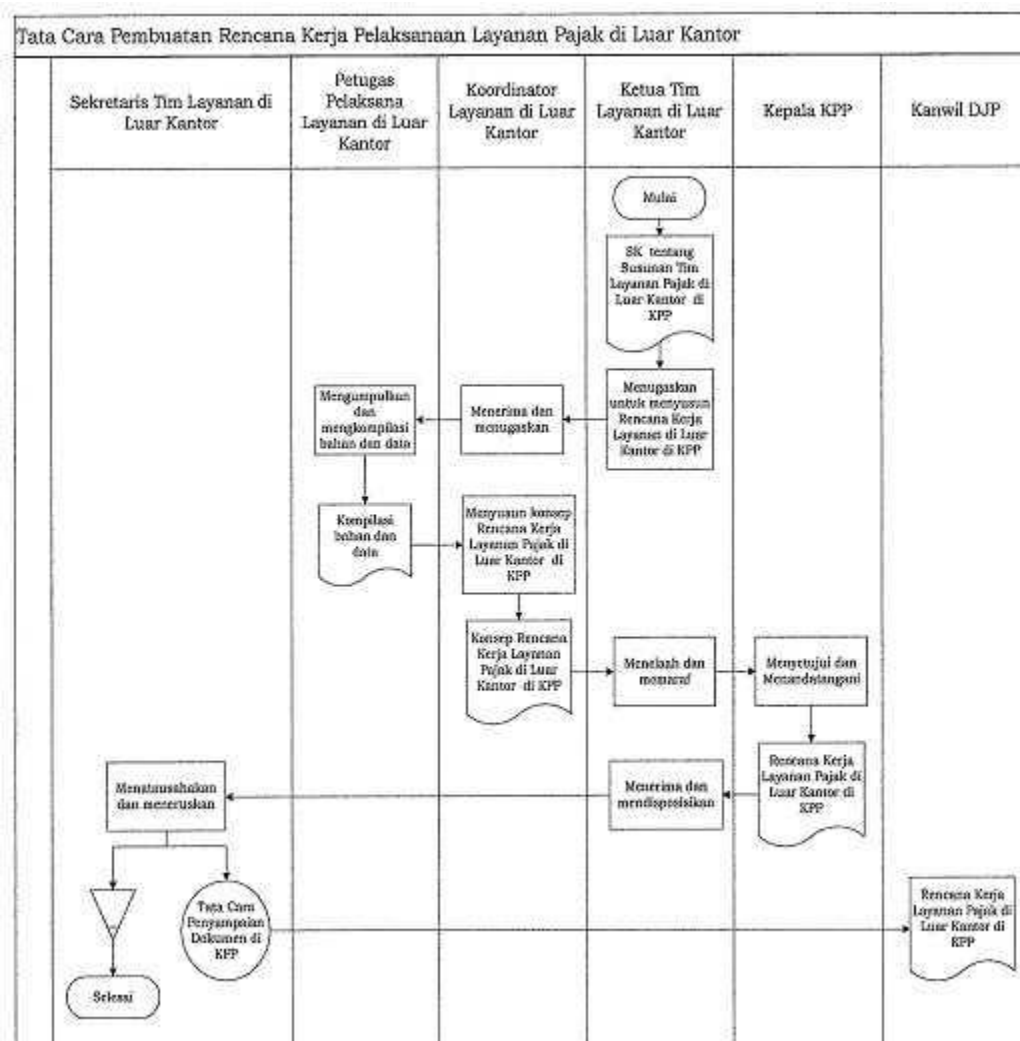 Tata Cara Pembuatan Rencana Kerja Pelaksanaan Layanan Pajak di Luar Kantor
Sekretaris Tim Layanan di
Luar Kantor
Petugas
Pelaksana
Layanan di Luar
Kantor
Koordinator
Layanan di Luar
Kantor
Ketua Tim
Layanan di Luar
Kantor
Kepala KPP
Kanwil DJP
Mulai
SK tentang
Susunan Tim
Layanan Pajak di
Luar Kantor di
KPP
Menugaskan
untuk menyusun
Rencana Kerja
Layanan di Luar
Kantor di KPP
Menerima dan
menugaskan
Mengumpulkan
dan
mengkompilasi
bahan dan data
Kompilasi
bahan dan
data
Menyusun konsep
Rencana Kerja
Layanan Pajak di
Luar Kantor di
KPP
Konsep Rencana
Kerja Layanan
Pajak di Luar
Kantor di KPP
Menelaah dan
memaraf
Menyetujui dan
Menandatangani
Rencana Kerja
Layanan Pajak di
Luar Kantor di
KPP
Menerima dan
mendisposisikan
Menatausahakan
dan meneruskan
Tata Cara
Penyampaian
Dokumen di
KPP
Rencana Kerja
Layanan Pajak di
Luar Kantor di
KPP
Selesai